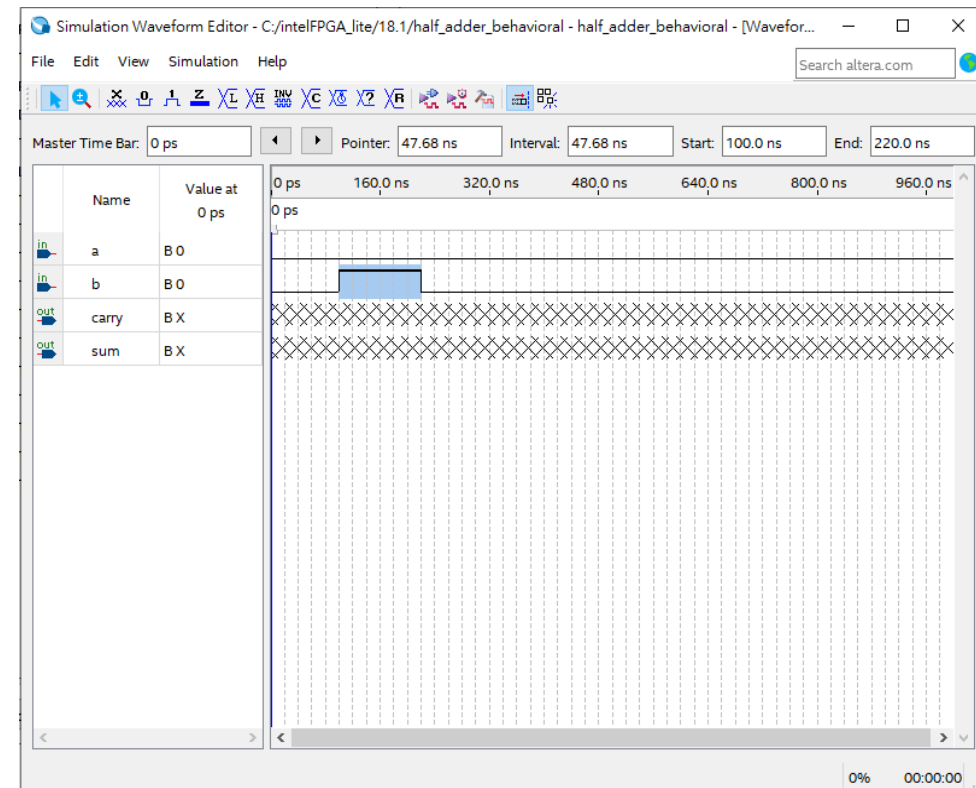 Simulation Waveform Editor - C:/intelFPGA_lite/18.1/half_adder_behavioral - half_adder_behavioral - [Wavefor...
File Edit View Simulation Help
Search altera.com
Master Time Bar: 0 ps Pointer: 47.68 ns Interval: 47.68 ns Start: 100.0 ns End: 220.0 ns
Name Value at 0 ps
0 ps 160.0 ns 320.0 ns 480.0 ns 640.0 ns 800.0 ns 960.0 ns
0 ps
in a B 0
in b B 0
out carry B X
out sum B X
0% 00:00:00